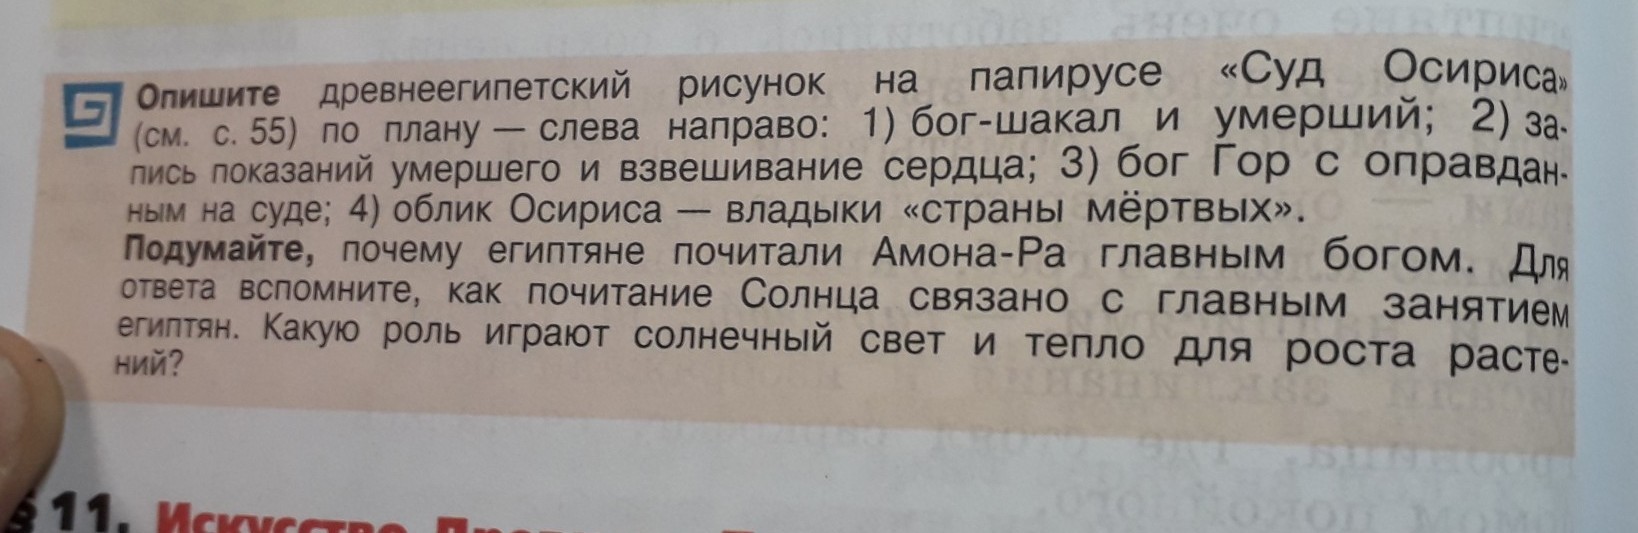 Опишите древнеегипетский рисунок на папирусе «Суд Осириса»
(см. с. 55) по плану — слева направо: 1) бог-шакал и умерший; 2) за-
пись показаний умершего и взвешивание сердца; 3) бог Гор с оправдан-
ным на суде; 4) облик Осириса — владыки «страны мёртвых».
Подумайте, почему египтяне почитали Амона-Ра главным богом. Для
ответа вспомните, как почитание Солнца связано с главным занятием
египтян. Какую роль играют солнечный свет и тепло для роста расте-
ний?
§ 11. Искусство